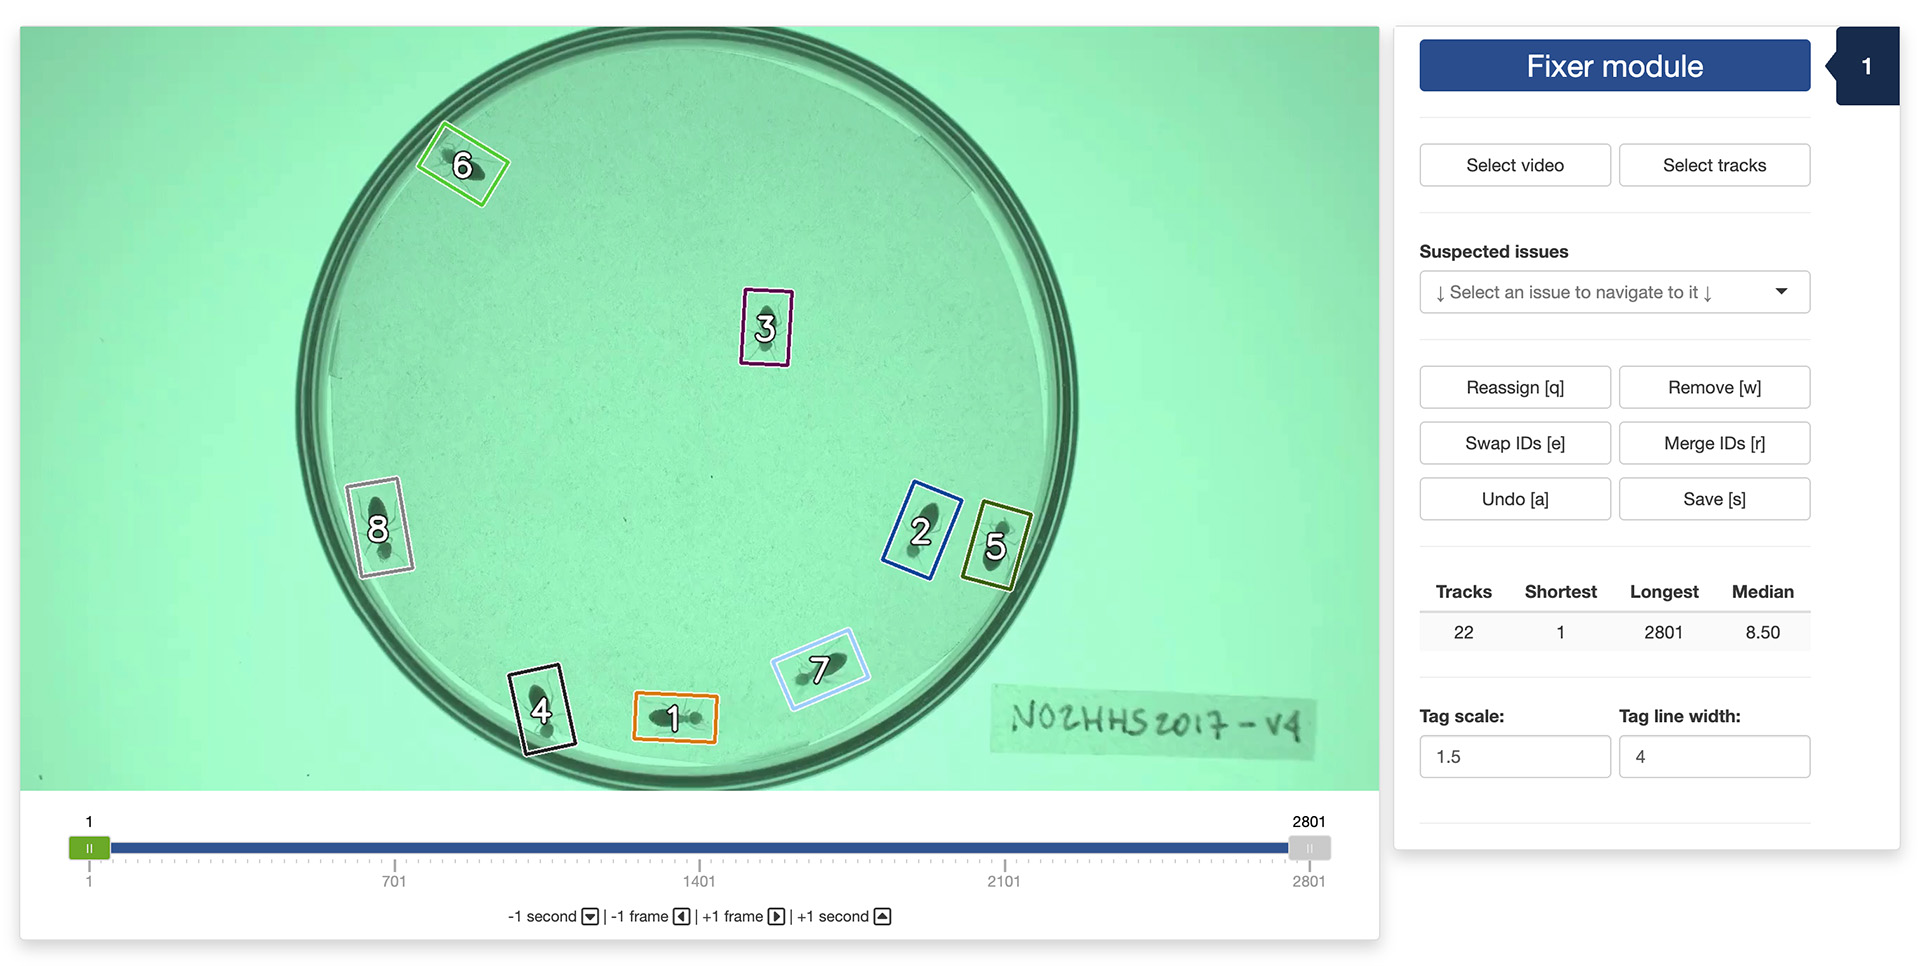 6
3
8
2
5
7
4
1
NO2HHS2017-V4
1
2801
1
701
1401
2101
2801
-1 second | -1 frame | +1 frame | +1 second
Fixer module
1
Select video
Select tracks
Suspected issues
↓ Select an issue to navigate to it ↓
Reassign [q]
Remove [w]
Swap IDs [e]
Merge IDs [r]
Undo [a]
Save [s]
Tracks Shortest Longest Median
22 1 2801 8.50
Tag scale:
Tag line width:
1.5
4